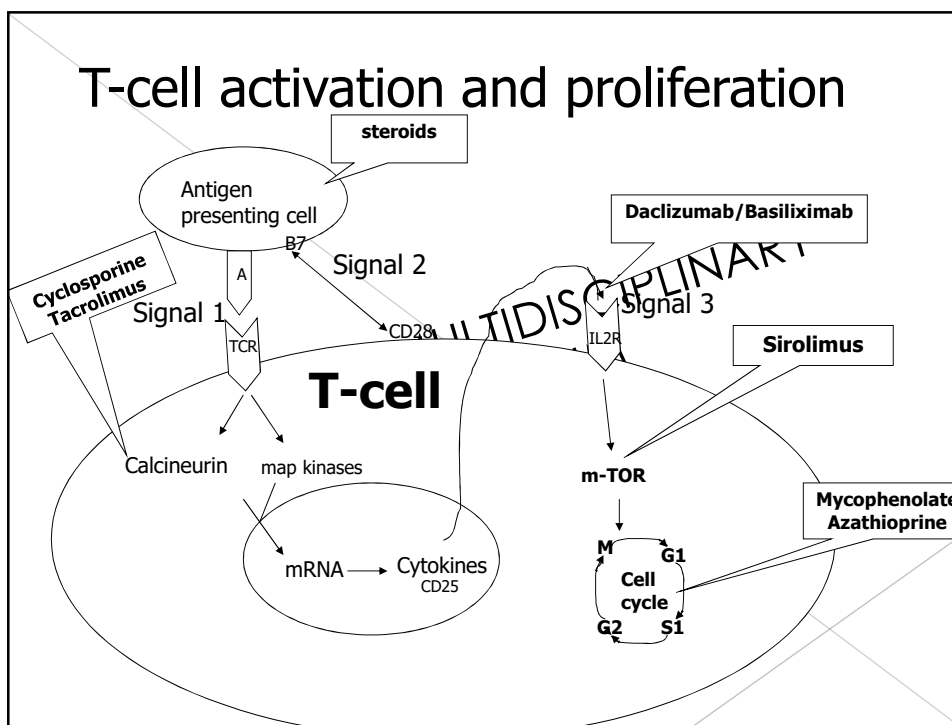 T-cell activation and proliferation
steroids
Antigen
presenting cell
B7
Daclizumab/Basiliximab
A
Signal 2
Cyclosporine
Tacrolimus
Signal 1
Signal 3
CD28
TCR
IL2R
T-cell
Sirolimus
Calcineurin
map kinases
m-TOR
Mycophenolate
Azathioprine
mRNA
Cytokines
CD25
M
G1
Cell
cycle
G2
S1